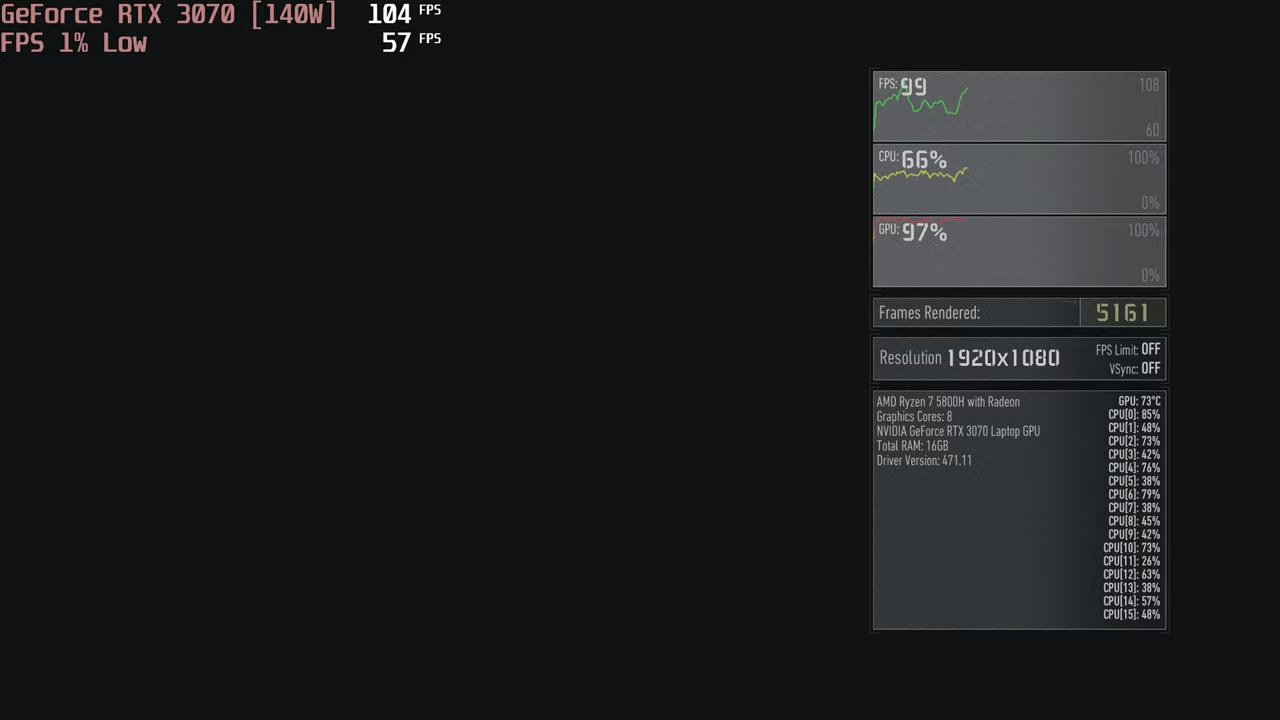 GeForce RTX 3070 [140W] 104 FPS
FPS 1% Low 57 FPS
FPS: 99 108
60
CPU: 66% 100%
0%
GPU: 97% 100%
0%
Frames Rendered: 5161
Resolution 1920x1080 FPS Limit: OFF
VSync: OFF
AMD Ryzen 7 5800H with Radeon GPU: 73°C
Graphics Cores: 8 CPU[0]: 85%
NVIDIA GeForce RTX 3070 Laptop GPU CPU[1]: 48%
Total RAM: 16GB CPU[2]: 73%
Driver Version: 471.11 CPU[3]: 42%
CPU[4]: 76%
CPU[5]: 38%
CPU[6]: 79%
CPU[7]: 38%
CPU[8]: 45%
CPU[9]: 42%
CPU[10]: 73%
CPU[11]: 26%
CPU[12]: 63%
CPU[13]: 38%
CPU[14]: 57%
CPU[15]: 48%